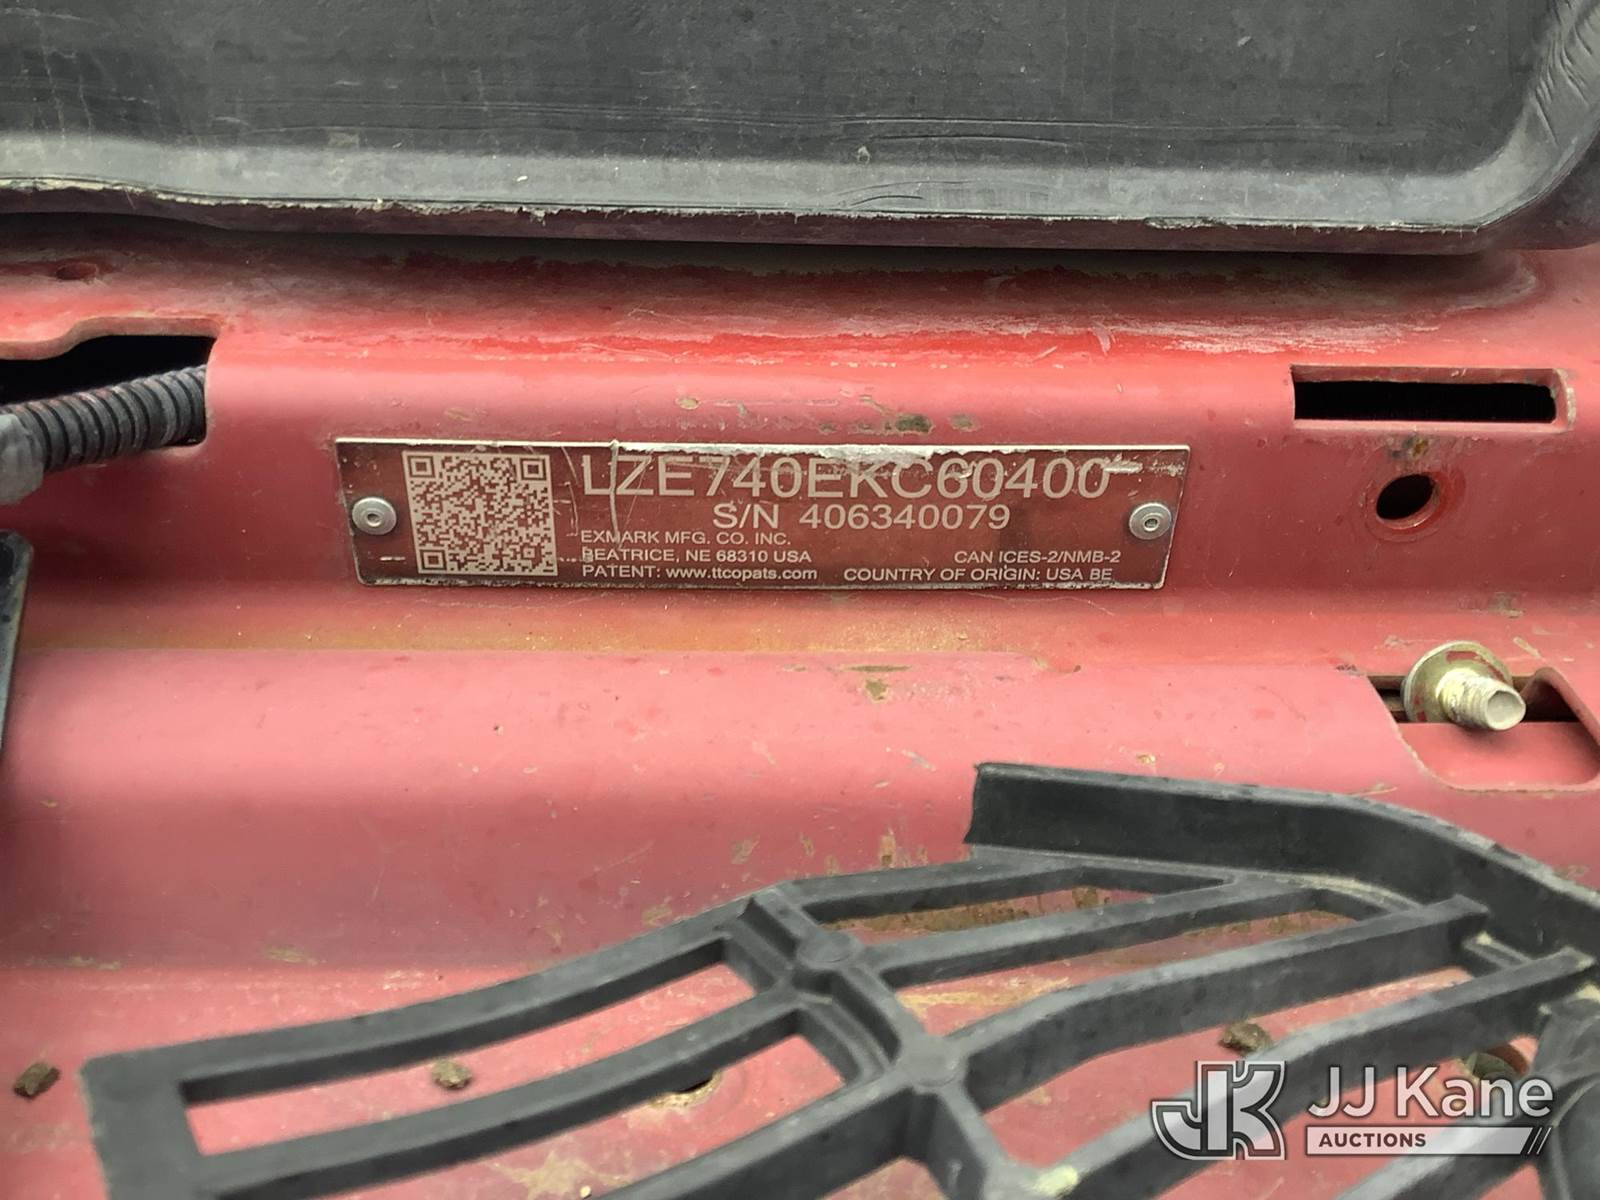 LZE740EKC60400
S/N 406340079
EXMARK MFG. CO. INC.
BEATRICE, NE 68310 USA
CAN ICES-2/NMB-2
PATENT: www.ttcopats.com
COUNTRY OF ORIGIN: USA BE
JK JJ Kane
AUCTIONS